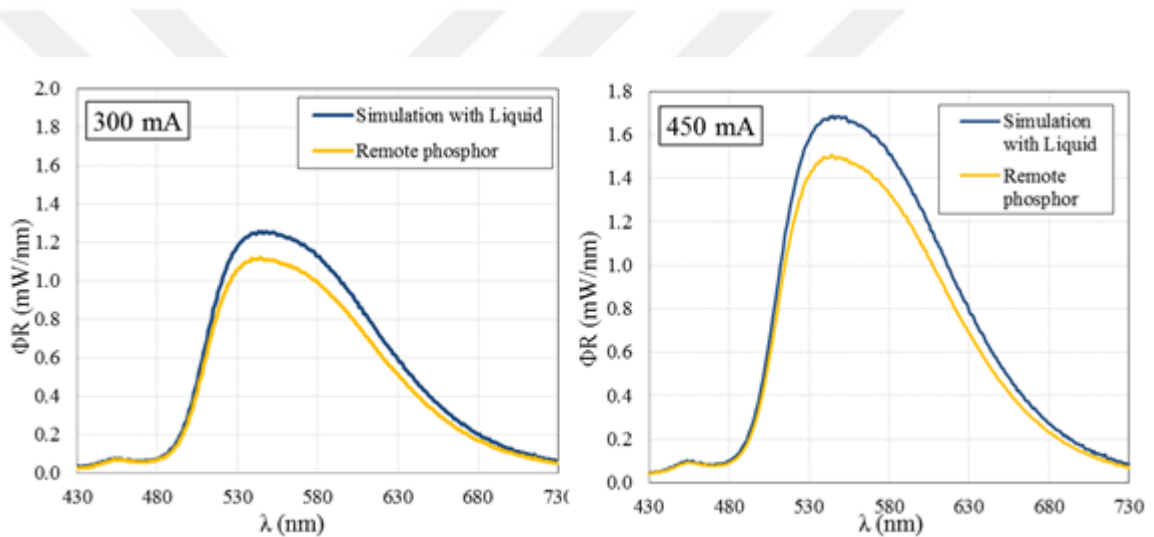 300 mA
Simulation with Liquid
Remote phosphor
ΦR (mW/nm)
2.0
1.8
1.6
1.4
1.2
1.0
0.8
0.6
0.4
0.2
0.0
430 480 530 580 630 680 730
λ (nm)
450 mA
Simulation
with Liquid
Remote
phosphor
ΦR (mW/nm)
1.8
1.6
1.4
1.2
1.0
0.8
0.6
0.4
0.2
0.0
430 480 530 580 630 680 730
λ (nm)